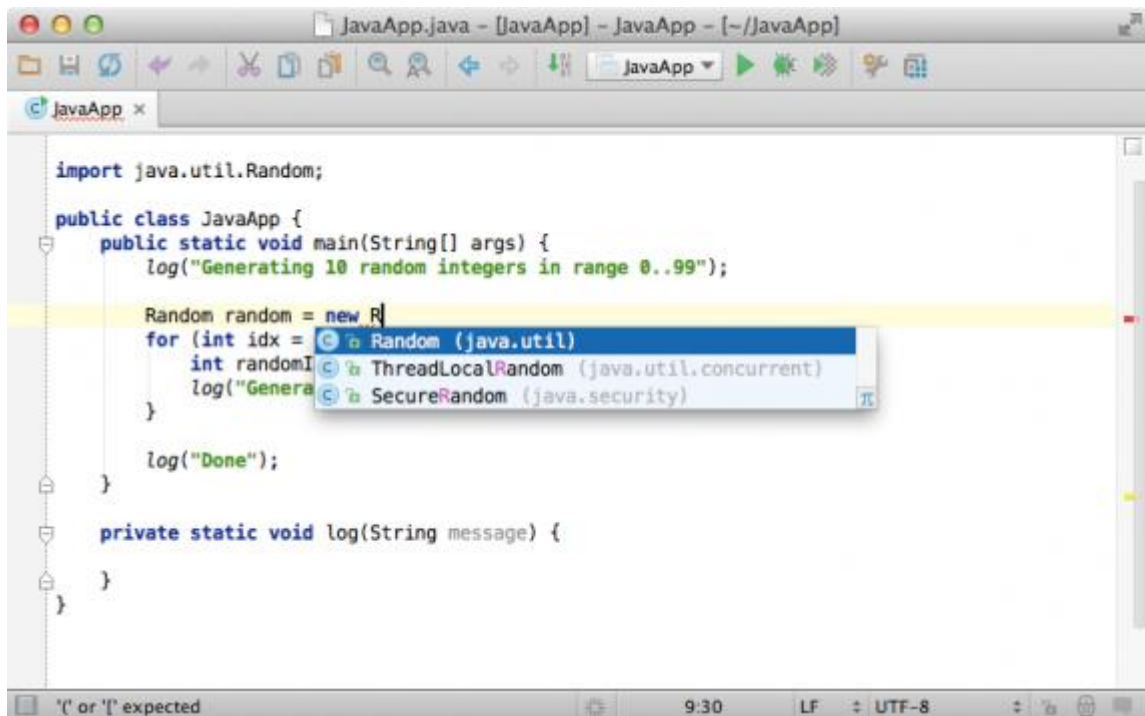 JavaApp.java – [JavaApp] – JavaApp – [~/JavaApp]
JavaApp
JavaApp
import java.util.Random;
public class JavaApp {
public static void main(String[] args) {
log("Generating 10 random integers in range 0..99");
Random random = new R
for (int idx =
Random (java.util)
int randomI
ThreadLocalRandom (java.util.concurrent)
log("Genera
SecureRandom (java.security)
π
}
log("Done");
}
private static void log(String message) {
}
}
'(' or '[' expected
9:30
LF
UTF-8